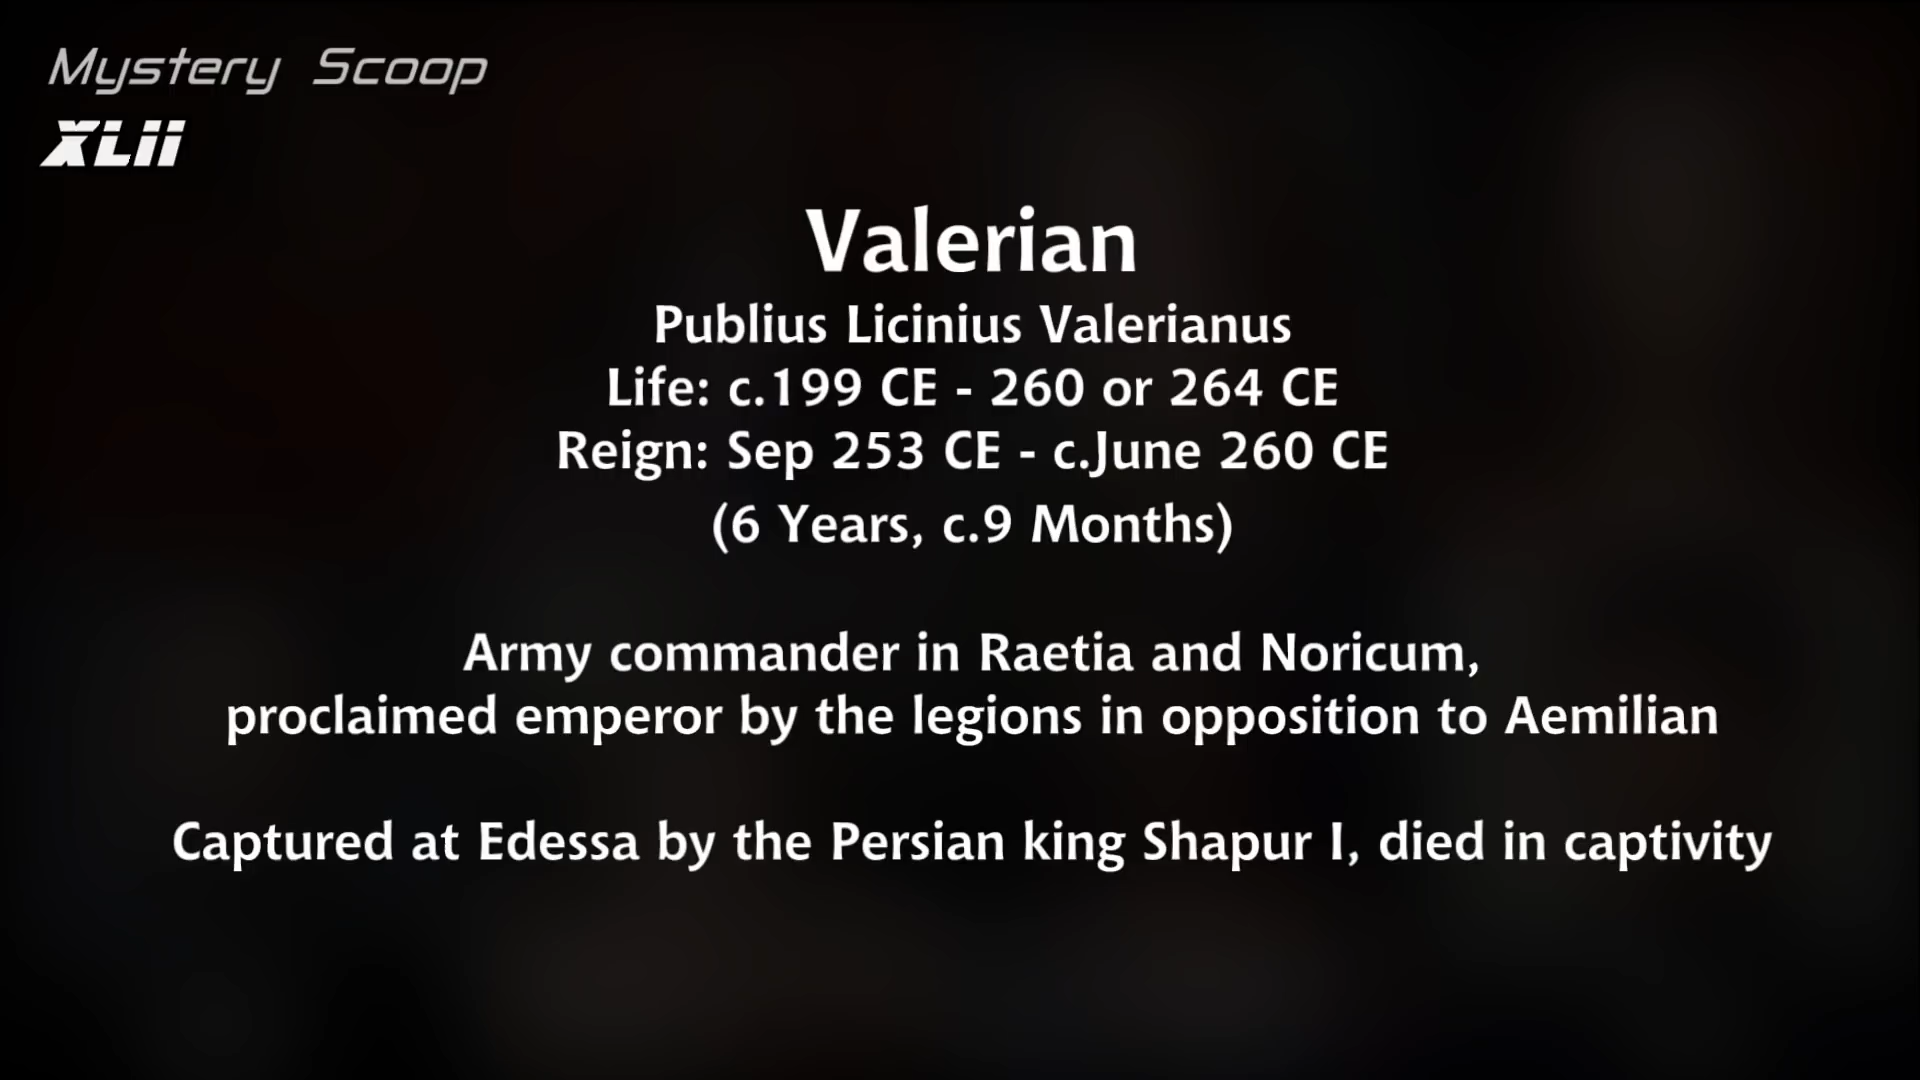 Mystery Scoop
XLii
Valerian
Publius Licinius Valerianus
Life: c.199 CE - 260 or 264 CE
Reign: Sep 253 CE - c.June 260 CE
(6 Years, c.9 Months)
Army commander in Raetia and Noricum,
proclaimed emperor by the legions in opposition to Aemilian
Captured at Edessa by the Persian king Shapur I, died in captivity